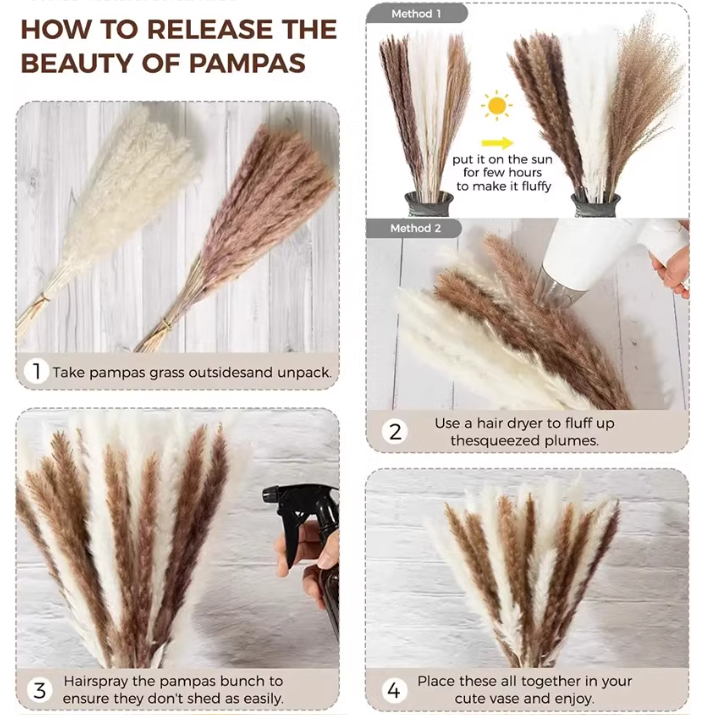 HOW TO RELEASE THE
BEAUTY OF PAMPAS
1 Take pampas grass outsidesand unpack.
Method 1
put it on the sun
for few hours
to make it fluffy
Method 2
2 Use a hair dryer to fluff up
thesqueezed plumes.
3 Hairspray the pampas bunch to
ensure they don't shed as easily.
4 Place these all together in your
cute vase and enjoy.